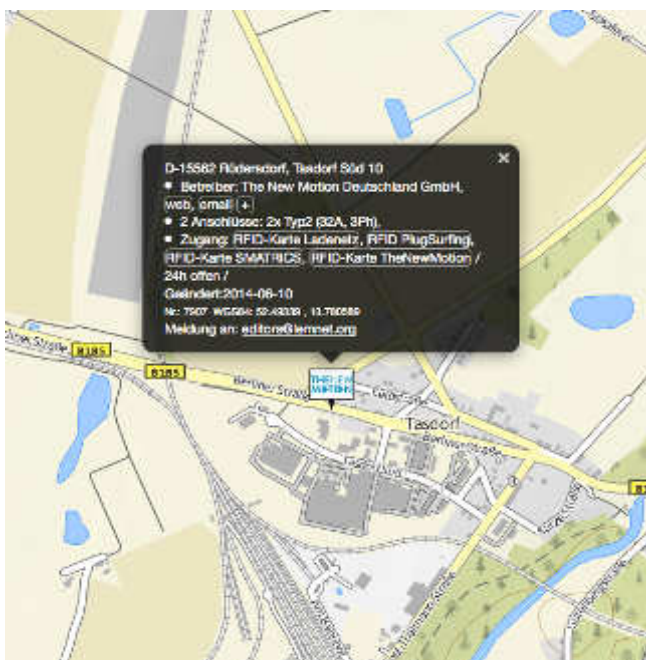 D-15562 Rüdersdorf, Tasdorf Süd 10
Betreiber: The New Motion Deutschland GmbH,
web, email +
2 Anschlüsse: 2x Typ2 (32A, 3Ph),
Zugang: RFID-Karte Ladenetz, RFID PlugSurfing,
RFID-Karte SMATRICS, RFID-Karte TheNewMotion /
24h offen /
Geändert:2014-06-10
Meldung an: editore@lemnet.org
B185
B185
Berliner Straße
Tasdorf